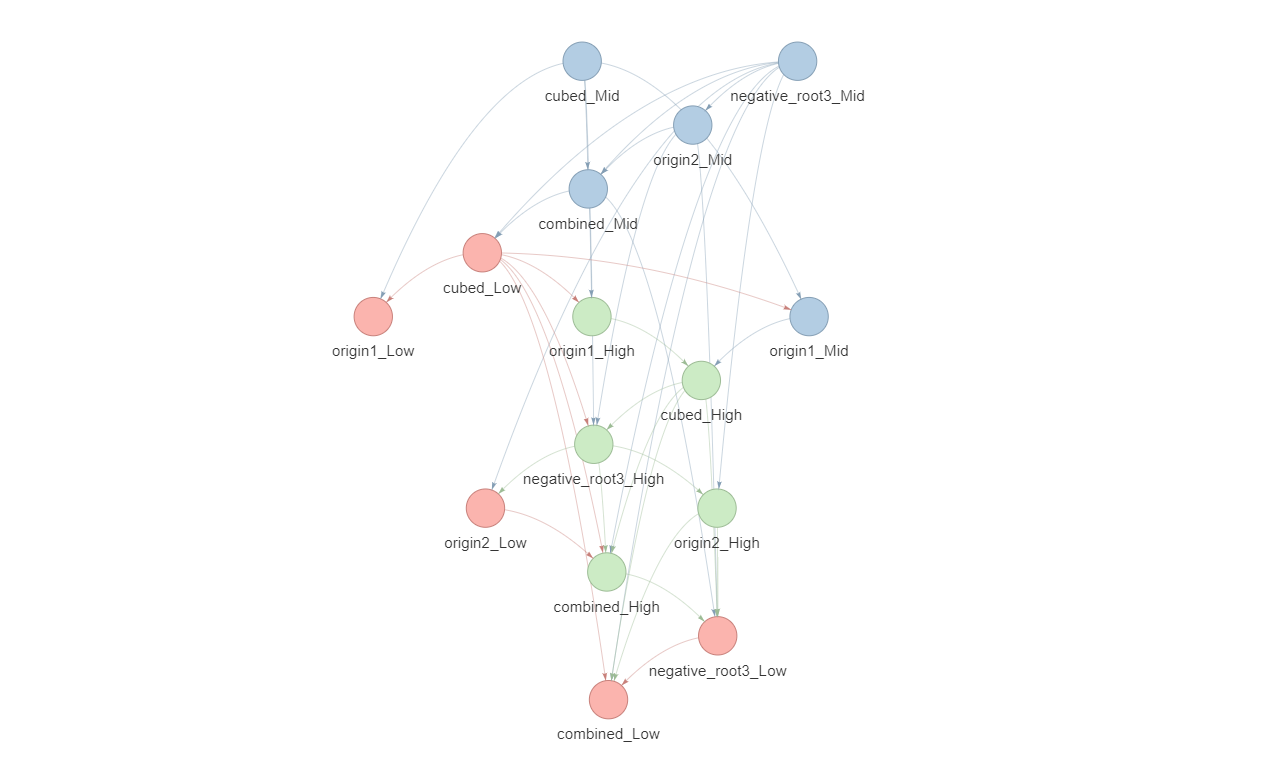 cubed_Mid
negative_root3_Mid
origin2_Mid
combined_Mid
cubed_Low
origin1_Low
origin1_High
origin1_Mid
cubed_High
negative_root3_High
origin2_Low
origin2_High
combined_High
negative_root3_Low
combined_Low